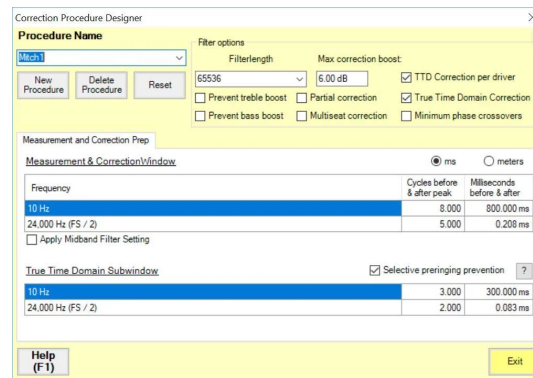 Correction Procedure Designer
Procedure Name
Mitch1
New Procedure
Delete Procedure
Reset
Filter options
Filterlength
Max correction boost:
65536
6.00 dB
TTD Correction per driver
Prevent treble boost
Partial correction
True Time Domain Correction
Prevent bass boost
Multiseat correction
Minimum phase crossovers
Measurement and Correction Prep
Measurement & CorrectionWindow
ms
meters
Frequency
Cycles before & after peak
Milliseconds before & after
10 Hz
8.000
800.000 ms
24,000 Hz (FS / 2)
5.000
0.208 ms
Apply Midband Filter Setting
True Time Domain Subwindow
Selective preringing prevention
?
10 Hz
3.000
300.000 ms
24,000 Hz (FS / 2)
2.000
0.083 ms
Help
(F1)
Exit